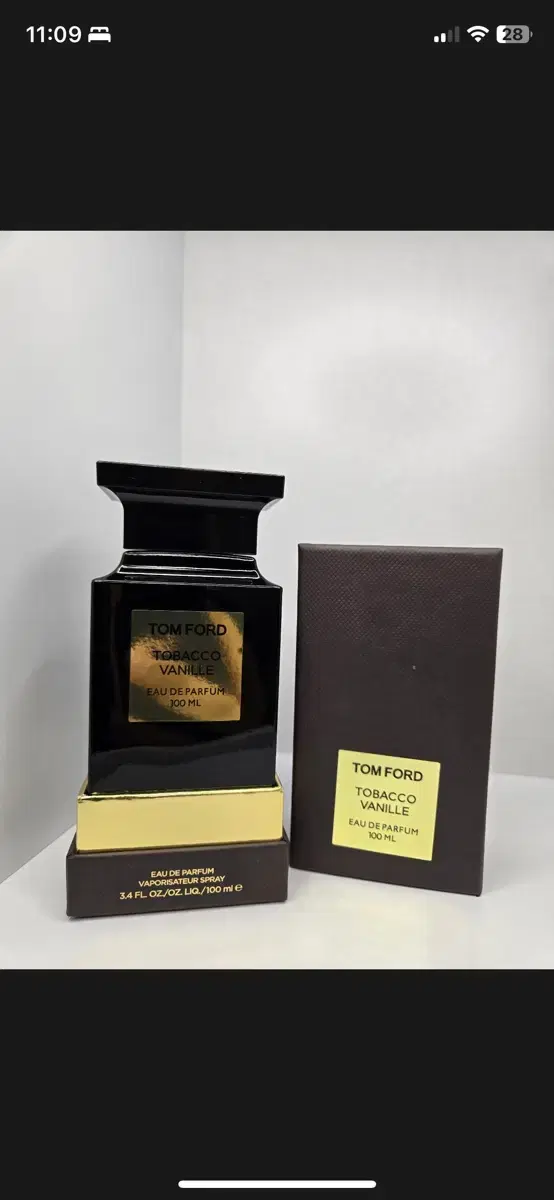 11:09
28
TOM FORD
TOBACCO
VANILLE
EAU DE PARFUM
100 ML
EAU DE PARFUM
VAPORISATEUR SPRAY
3.4 FL. OZ./OZ. LIQ./100 ml ℮
TOM FORD
TOBACCO
VANILLE
EAU DE PARFUM
100 ML